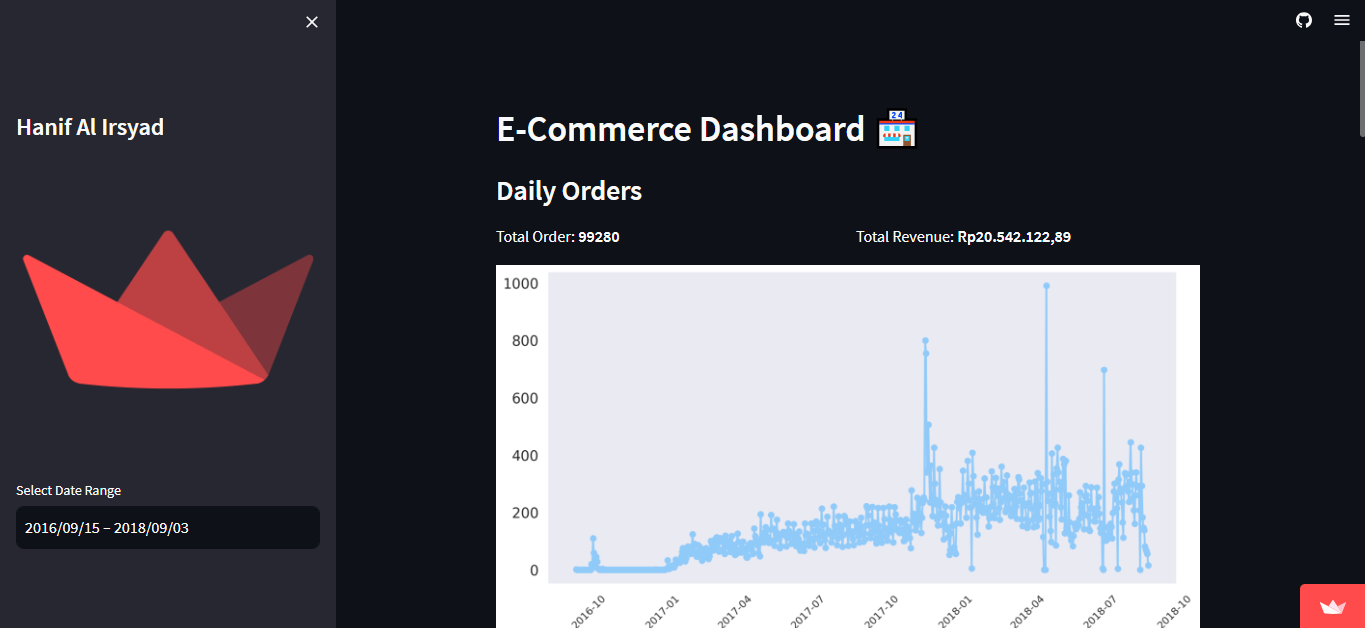 Hanif Al Irsyad
Select Date Range
2016/09/15 – 2018/09/03
E-Commerce Dashboard
24
Daily Orders
Total Order: 99280
Total Revenue: Rp20.542.122,89
1000
800
600
400
200
0
2016-10
2017-01
2017-04
2017-07
2017-10
2018-01
2018-04
2018-07
2018-10